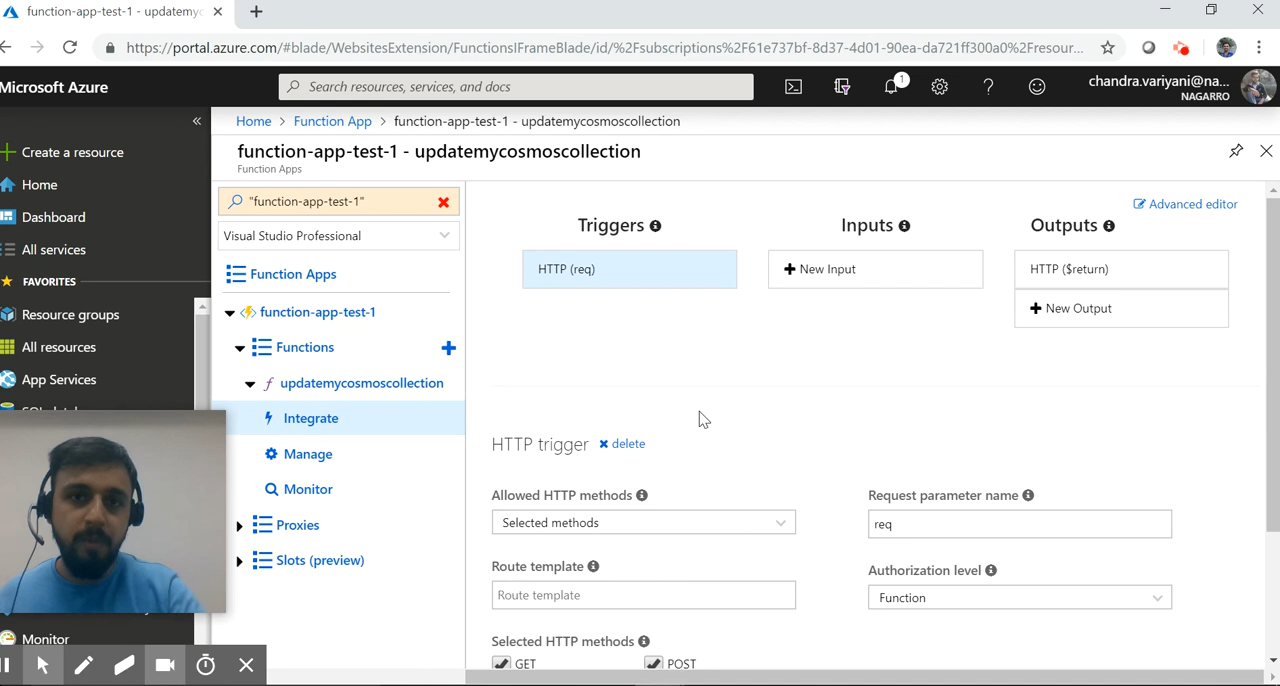 function-app-test-1 - updatemyc
https://portal.azure.com/#blade/WebsitesExtension/FunctionsIFrameBlade/id/%2Fsubscriptions%2F61e737bf-8d37-4d01-90ea-da721ff300a0%2Fresour...
Microsoft Azure
Search resources, services, and docs
1
chandra.variyani@na...
NAGARRO
Home > Function App > function-app-test-1 - updatemycosmoscollection
function-app-test-1 - updatemycosmoscollection
Function Apps
Create a resource
Home
Dashboard
All services
FAVORITES
Resource groups
All resources
App Services
Monitor
"function-app-test-1"
Visual Studio Professional
Function Apps
function-app-test-1
Functions
updatemycosmoscollection
Integrate
Manage
Monitor
Proxies
Slots (preview)
Advanced editor
Triggers
Inputs
Outputs
HTTP (req)
New Input
HTTP ($return)
New Output
HTTP trigger delete
Allowed HTTP methods
Selected methods
Request parameter name
req
Route template
Route template
Authorization level
Function
Selected HTTP methods
GET
POST